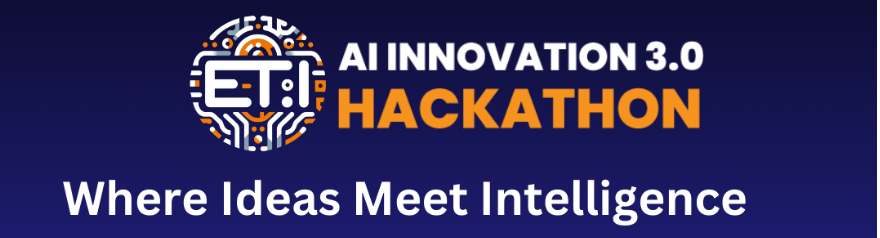 ET:I
AI INNOVATION 3.0
HACKATHON
Where Ideas Meet Intelligence